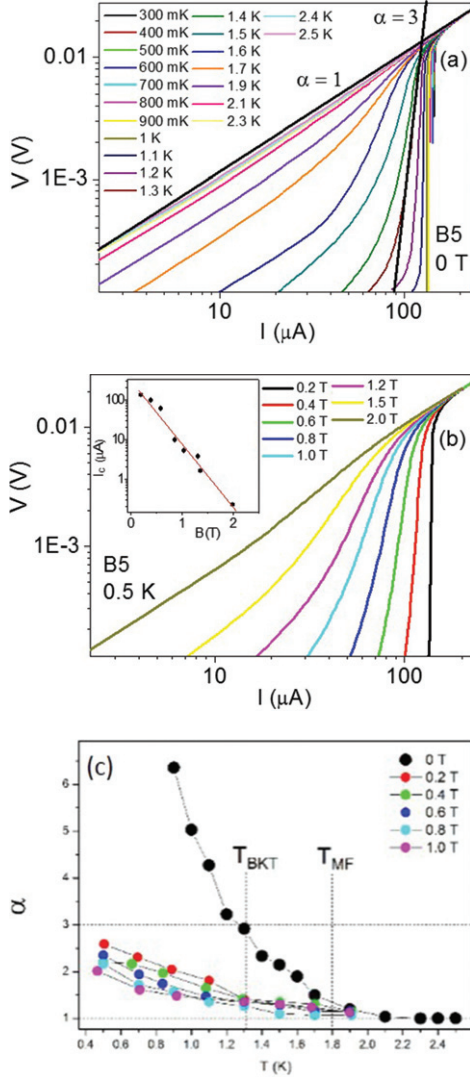 300 mK
400 mK
500 mK
600 mK
700 mK
800 mK
900 mK
1 K
1.1 K
1.2 K
1.3 K
1.4 K
1.5 K
1.6 K
1.7 K
1.9 K
2.1 K
2.3 K
2.4 K
2.5 K
α = 3
(a)
α = 1
0.01
1E-3
V (V)
B5
0 T
10
100
I (μA)
0.2 T
0.4 T
0.6 T
0.8 T
1.0 T
1.2 T
1.5 T
2.0 T
(b)
100
10
1
I_c (μA)
0
1
2
B(T)
0.01
1E-3
V (V)
B5
0.5 K
10
100
I (μA)
(c)
0 T
0.2 T
0.4 T
0.6 T
0.8 T
1.0 T
T_BKT
T_MF
6
5
4
3
2
1
α
0.4 0.6 0.8 1.0 1.2 1.4 1.6 1.8 2.0 2.2 2.4
T (K)